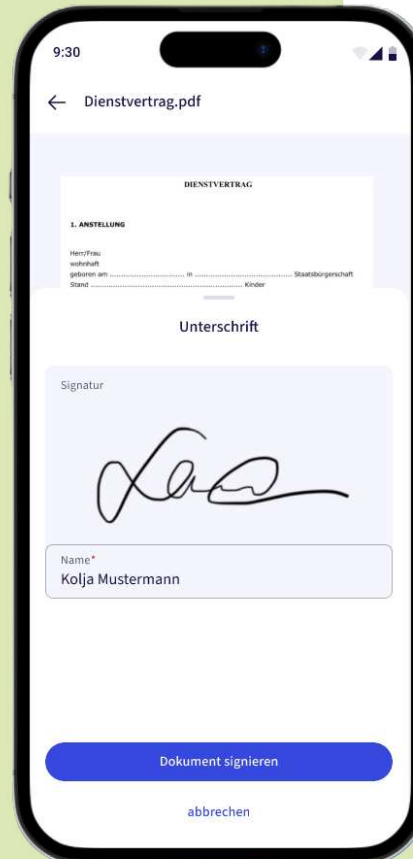 9:30
Dienstvertrag.pdf
DIENSTVERTRAG
1. ANSTELLUNG
Herr/Frau
wohnhaft
geboren am ................................ in ......................................... Staatsbürgerschaft
Stand ................................................................ Kinder
Unterschrift
Signatur
Name*
Kolja Mustermann
Dokument signieren
abbrechen